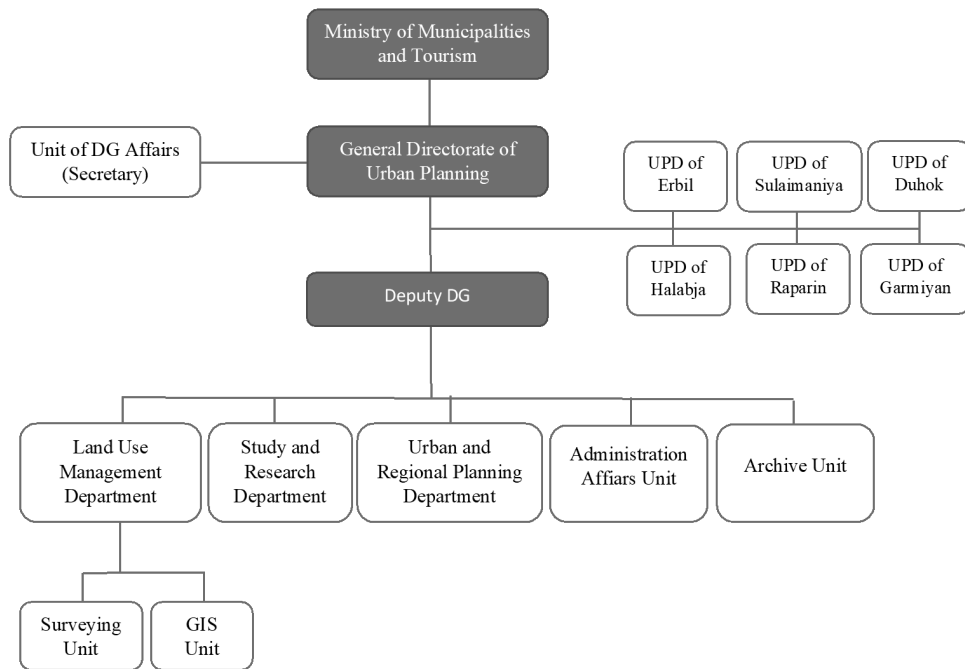 Ministry of Municipalities
and Tourism
Unit of DG Affairs
(Secretary)
General Directorate of
Urban Planning
UPD of
Erbil
UPD of
Sulaimaniya
UPD of
Duhok
UPD of
Halabja
UPD of
Raparin
UPD of
Garmiyan
Deputy DG
Land Use
Management
Department
Study and
Research
Department
Urban and
Regional Planning
Department
Administration
Affiars Unit
Archive Unit
Surveying
Unit
GIS
Unit